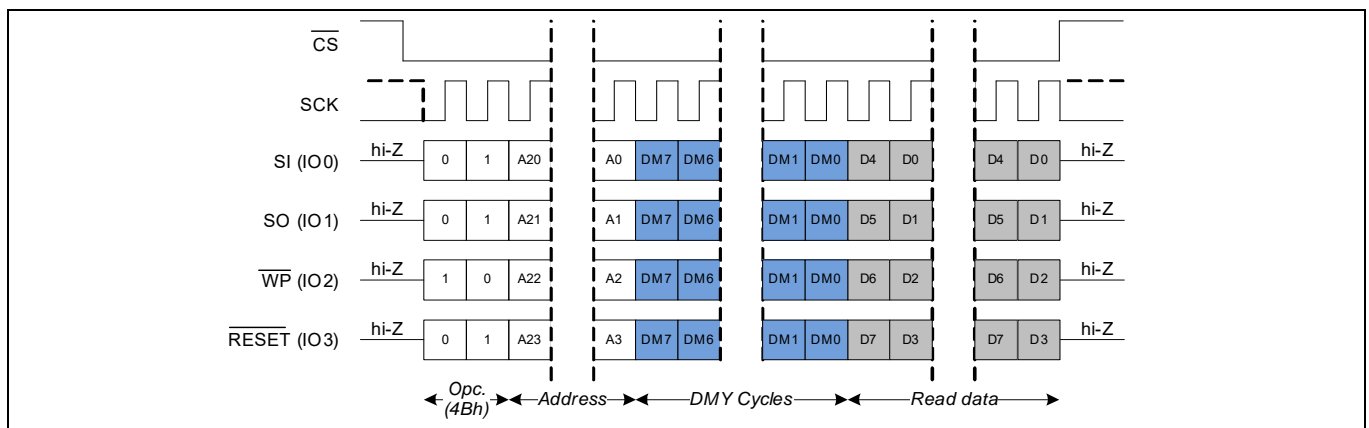 CS
SCK
SI (IO0) hi-Z 0 1 A20 A0 DM7 DM6 DM1 DM0 D4 D0 D4 D0 hi-Z
SO (IO1) hi-Z 0 1 A21 A1 DM7 DM6 DM1 DM0 D5 D1 D5 D1 hi-Z
WP (IO2) hi-Z 1 0 A22 A2 DM7 DM6 DM1 DM0 D6 D2 D6 D2 hi-Z
RESET (IO3) hi-Z 0 1 A23 A3 DM7 DM6 DM1 DM0 D7 D3 D7 D3 hi-Z
Opc. Address DMY Cycles Read data
(4Bh)